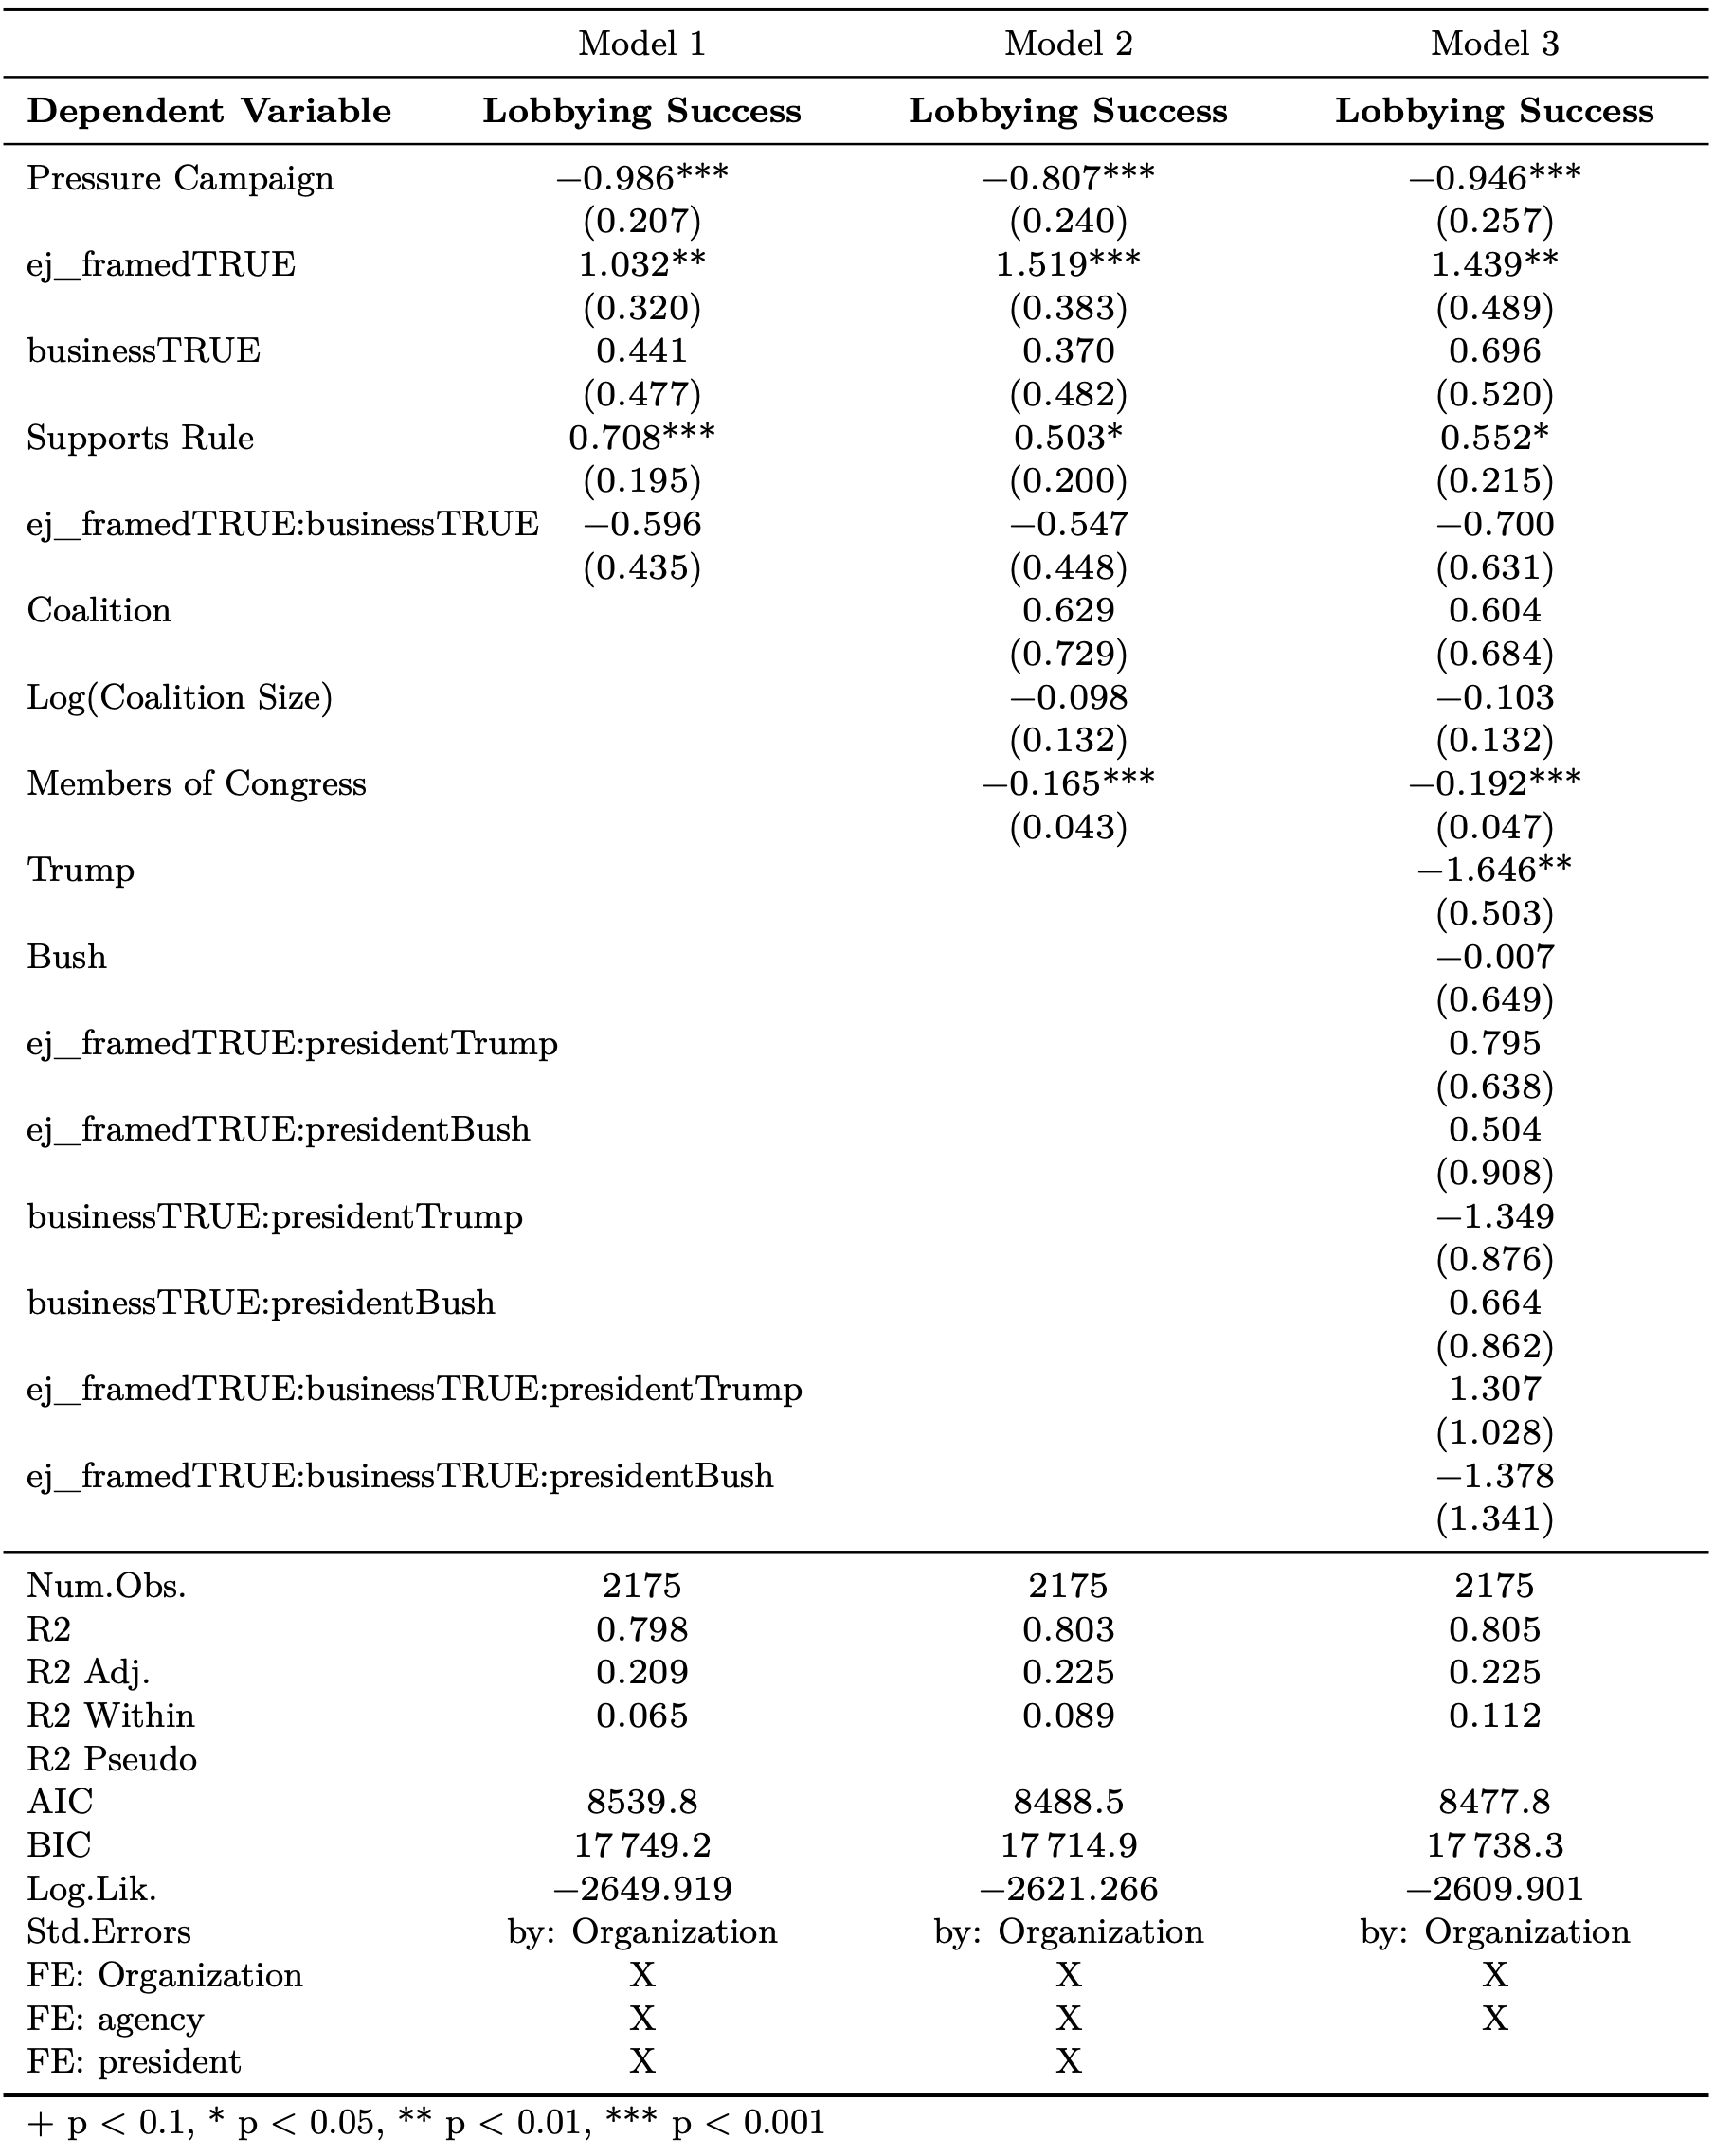 Model 1 Model 2 Model 3
Dependent Variable Lobbying Success Lobbying Success Lobbying Success
Pressure Campaign −0.986*** −0.807*** −0.946***
(0.207) (0.240) (0.257)
ej_framedTRUE 1.032** 1.519*** 1.439**
(0.320) (0.383) (0.489)
businessTRUE 0.441 0.370 0.696
(0.477) (0.482) (0.520)
Supports Rule 0.708*** 0.503* 0.552*
(0.195) (0.200) (0.215)
ej_framedTRUE:businessTRUE −0.596 −0.547 −0.700
(0.435) (0.448) (0.631)
Coalition 0.629 0.604
(0.729) (0.684)
Log(Coalition Size) −0.098 −0.103
(0.132) (0.132)
Members of Congress −0.165*** −0.192***
(0.043) (0.047)
Trump −1.646**
(0.503)
Bush −0.007
(0.649)
ej_framedTRUE:presidentTrump 0.795
(0.638)
ej_framedTRUE:presidentBush 0.504
(0.908)
businessTRUE:presidentTrump −1.349
(0.876)
businessTRUE:presidentBush 0.664
(0.862)
ej_framedTRUE:businessTRUE:presidentTrump 1.307
(1.028)
ej_framedTRUE:businessTRUE:presidentBush −1.378
(1.341)
Num.Obs. 2175 2175 2175
R2 0.798 0.803 0.805
R2 Adj. 0.209 0.225 0.225
R2 Within 0.065 0.089 0.112
R2 Pseudo
AIC 8539.8 8488.5 8477.8
BIC 17 749.2 17 714.9 17 738.3
Log.Lik. −2649.919 −2621.266 −2609.901
Std.Errors by: Organization by: Organization by: Organization
FE: Organization X X X
FE: agency X X X
FE: president X X
+ p < 0.1, * p < 0.05, ** p < 0.01, *** p < 0.001